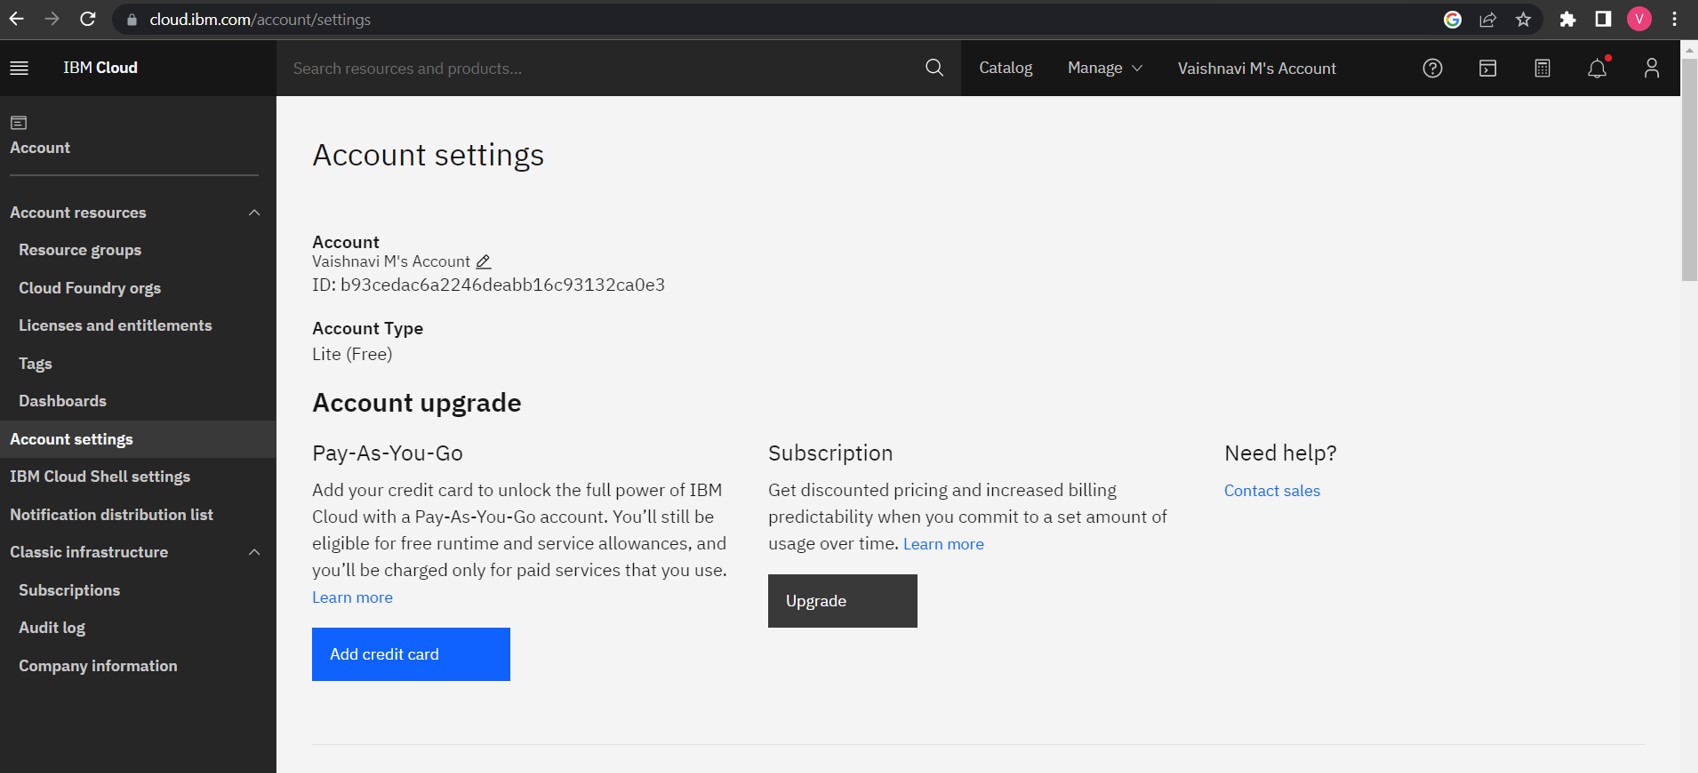 cloud.ibm.com/account/settings
V
IBM Cloud
Search resources and products...
Catalog
Manage
Vaishnavi M's Account
Account
Account resources
Resource groups
Cloud Foundry orgs
Licenses and entitlements
Tags
Dashboards
Account settings
IBM Cloud Shell settings
Notification distribution list
Classic infrastructure
Subscriptions
Audit log
Company information
Account settings
Account
Vaishnavi M's Account
ID: b93cedac6a2246deabb16c93132ca0e3
Account Type
Lite (Free)
Account upgrade
Pay-As-You-Go
Add your credit card to unlock the full power of IBM
Cloud with a Pay-As-You-Go account. You’ll still be
eligible for free runtime and service allowances, and
you’ll be charged only for paid services that you use.
Learn more
Add credit card
Subscription
Get discounted pricing and increased billing
predictability when you commit to a set amount of
usage over time. Learn more
Upgrade
Need help?
Contact sales